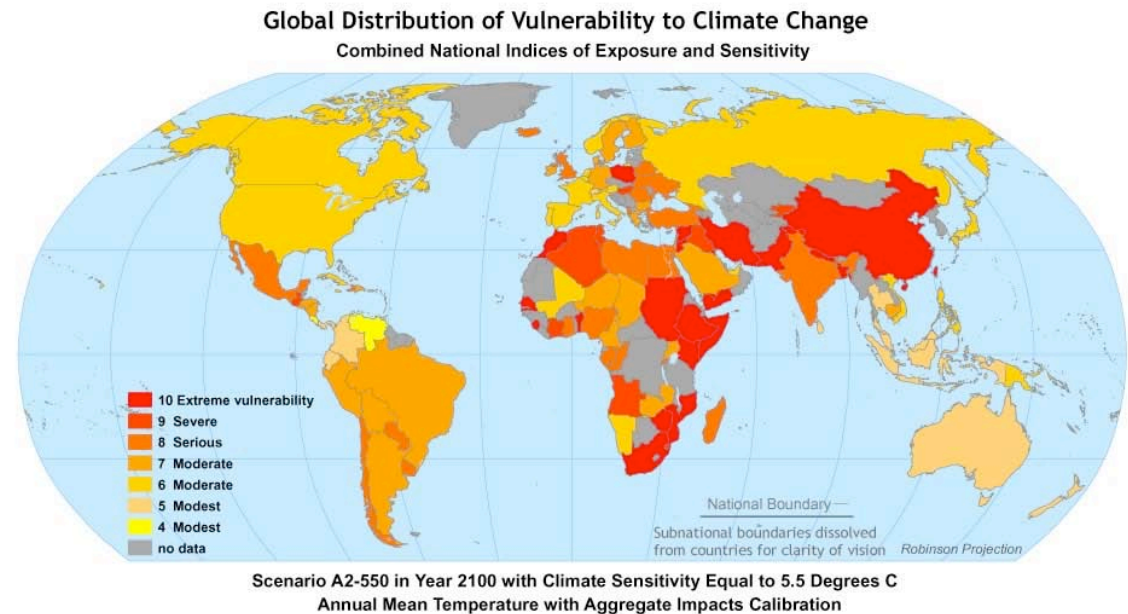 Global Distribution of Vulnerability to Climate Change
Combined National Indices of Exposure and Sensitivity
10 Extreme vulnerability
9 Severe
8 Serious
7 Moderate
6 Moderate
5 Modest
4 Modest
no data
National Boundary
Subnational boundaries dissolved
from countries for clarity of vision
Robinson Projection
Scenario A2-550 in Year 2100 with Climate Sensitivity Equal to 5.5 Degrees C
Annual Mean Temperature with Aggregate Impacts Calibration